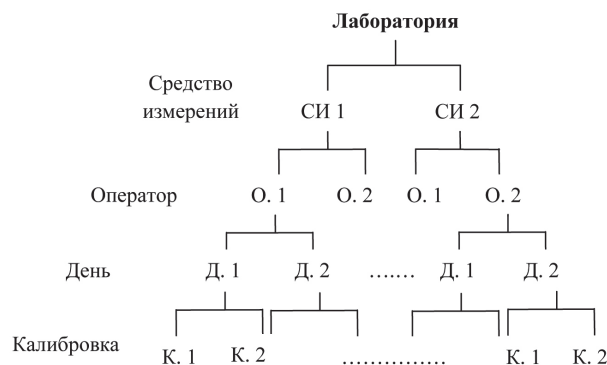 Лаборатория
Средство
измерений
СИ 1
СИ 2
Оператор
О. 1
О. 2
О. 1
О. 2
День
Д. 1
Д. 2
.......
Д. 1
Д. 2
Калибровка
К. 1
К. 2
...............
К. 1
К. 2